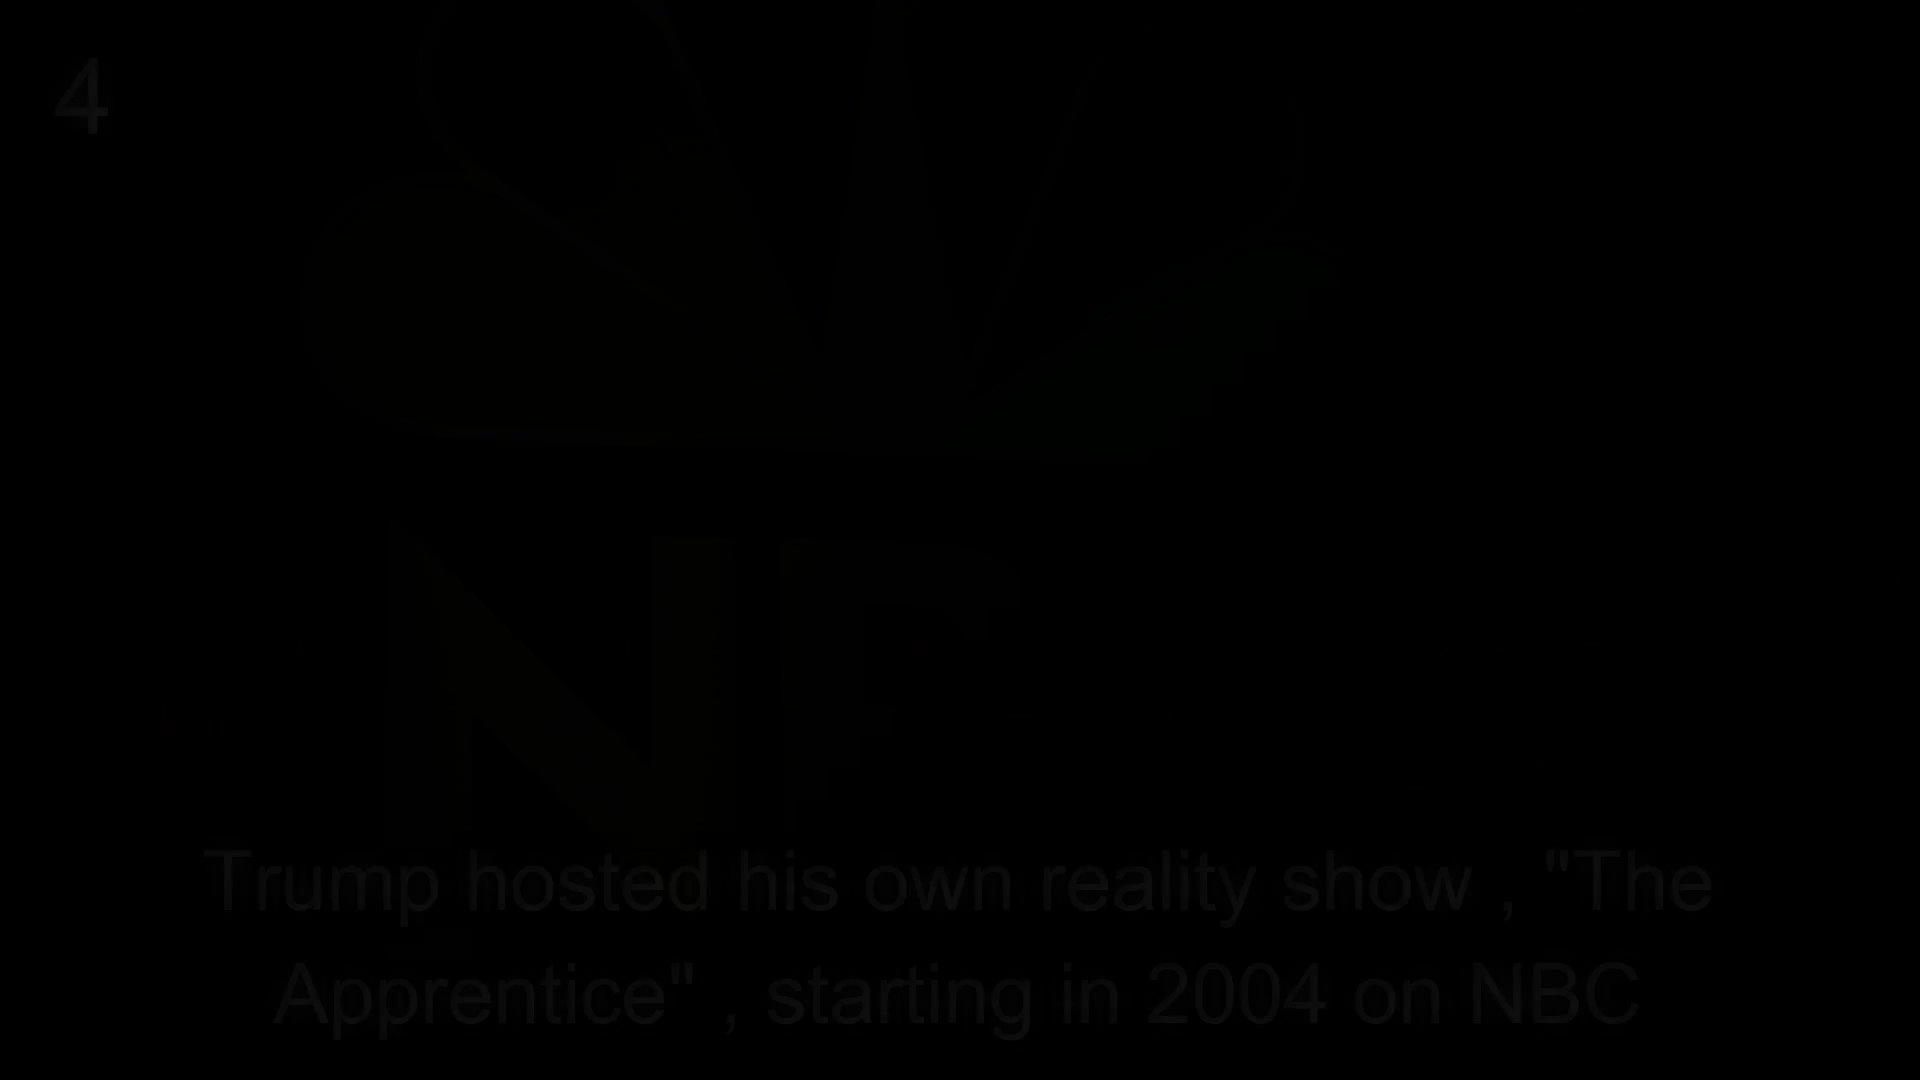 4
Trump hosted his own reality show , "The
Apprentice" , starting in 2004 on NBC